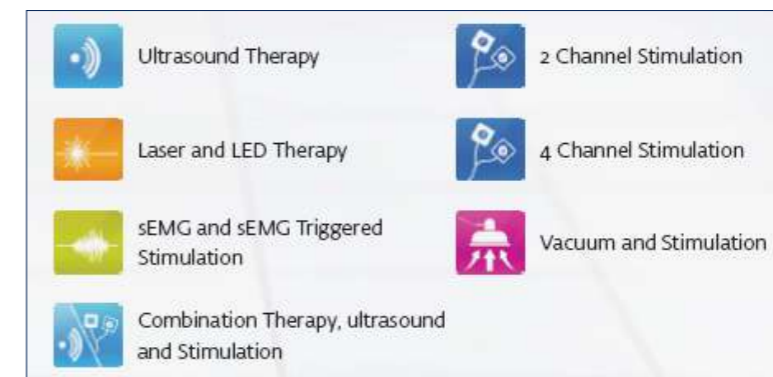 Ultrasound Therapy
Laser and LED Therapy
sEMG and sEMG Triggered
Stimulation
Combination Therapy, ultrasound
and Stimulation
2 Channel Stimulation
4 Channel Stimulation
Vacuum and Stimulation